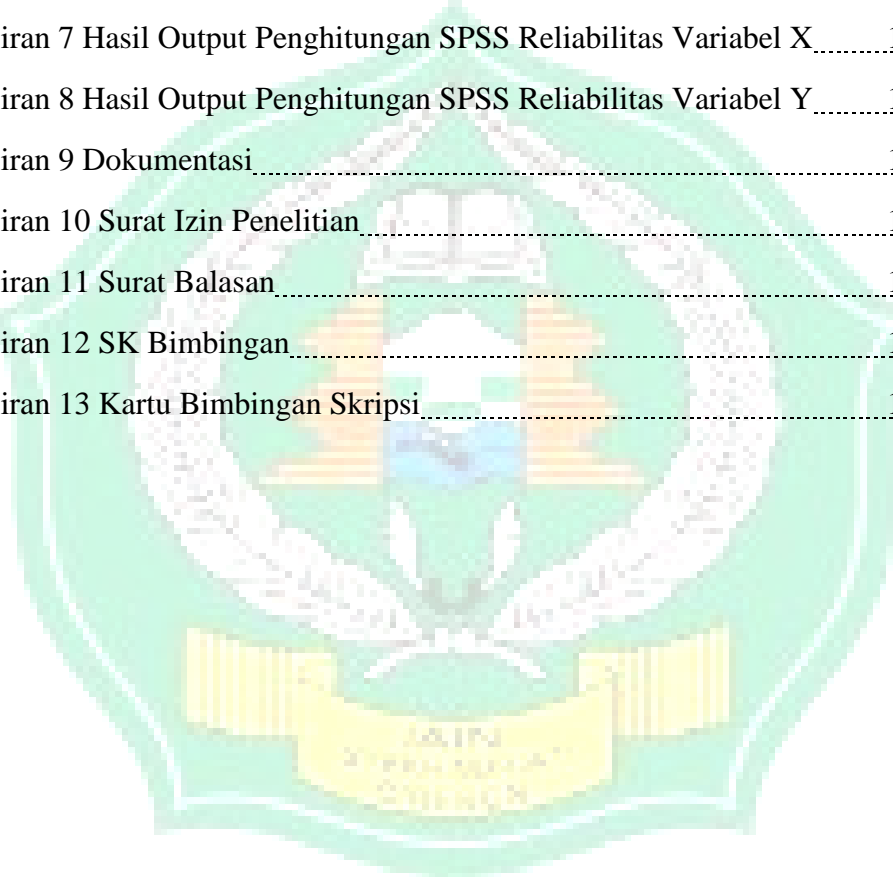 iran 7 Hasil Output Penghitungan SPSS Reliabilitas Variabel X
iran 8 Hasil Output Penghitungan SPSS Reliabilitas Variabel Y
iran 9 Dokumentasi
iran 10 Surat Izin Penelitian
iran 11 Surat Balasan
iran 12 SK Bimbingan
iran 13 Kartu Bimbingan Skripsi
IAIN